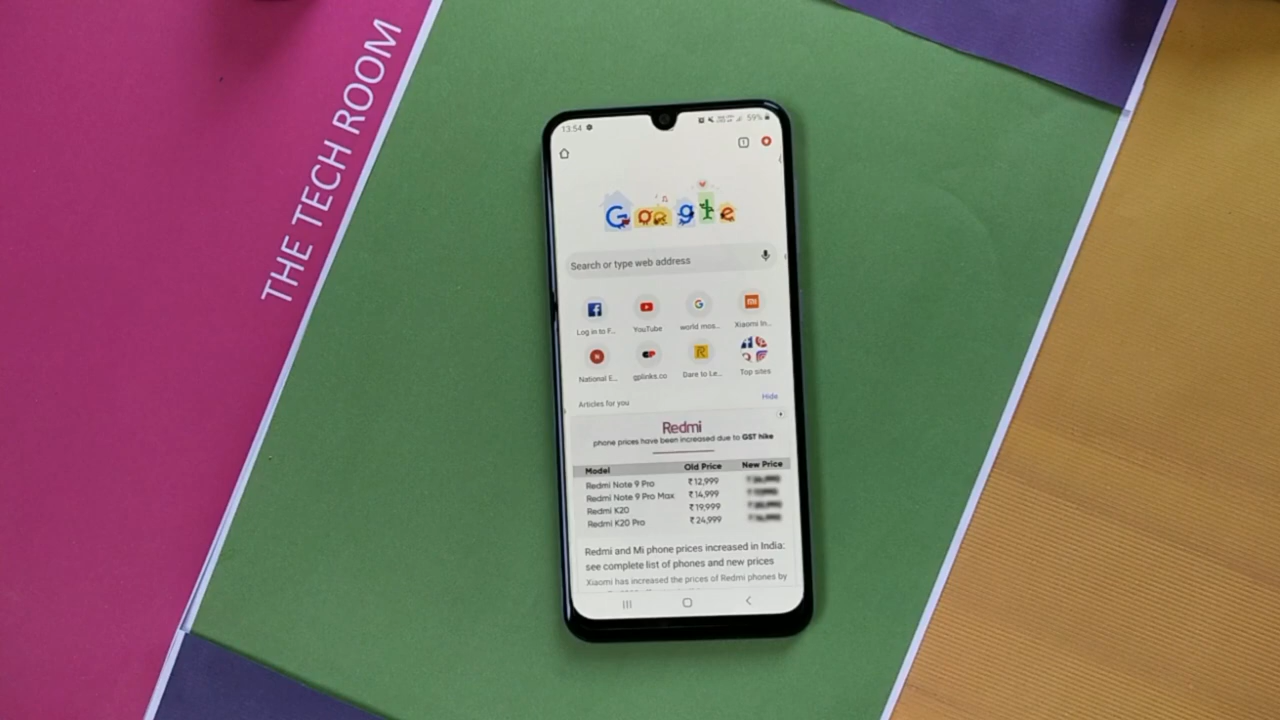 THE TECH ROOM
13:54
59%
1
Google
Search or type web address
Log in to F...
YouTube
world mos...
Xiaomi In...
National E...
gplinks.co
Dare to Le...
Top sites
Articles for you
Hide
Redmi
phone prices have been increased due to GST hike
Model Old Price New Price
Redmi Note 9 Pro ₹12,999
Redmi Note 9 Pro Max ₹14,999
Redmi K20 ₹19,999
Redmi K20 Pro ₹24,999
Redmi and Mi phone prices increased in India:
see complete list of phones and new prices
Xiaomi has increased the prices of Redmi phones by